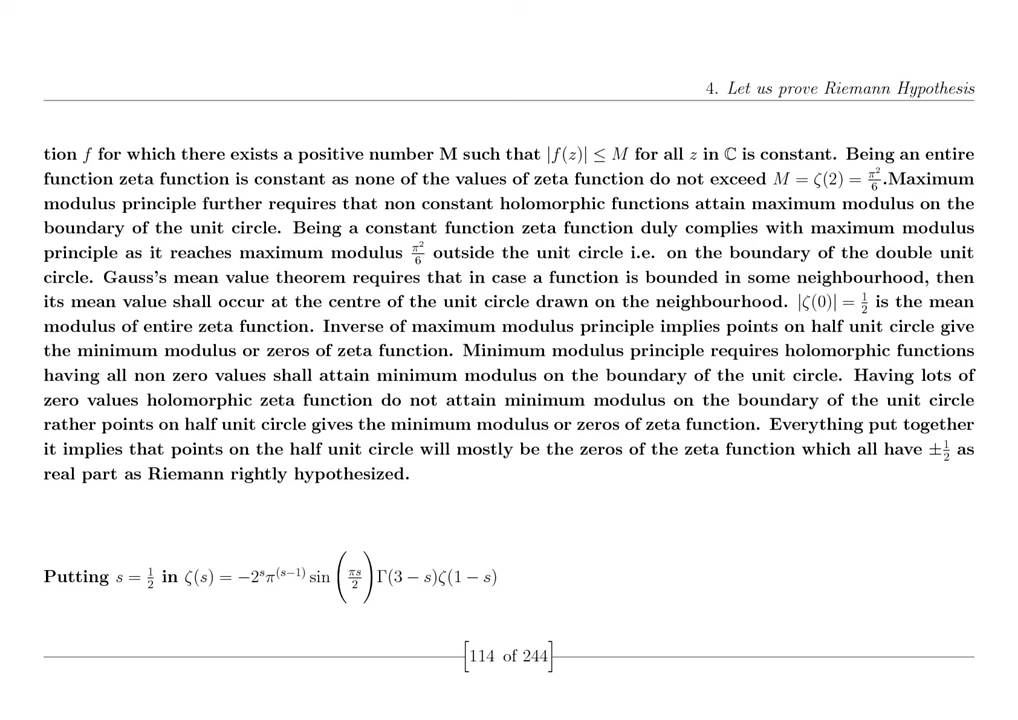 4. Let us prove Riemann Hypothesis
tion f for which there exists a positive number M such that |f(z)| ≤ M for all z in ℂ is constant. Being an entire
function zeta function is constant as none of the values of zeta function do not exceed M = ζ(2) = π²/6.Maximum
modulus principle further requires that non constant holomorphic functions attain maximum modulus on the
boundary of the unit circle. Being a constant function zeta function duly complies with maximum modulus
principle as it reaches maximum modulus π²/6 outside the unit circle i.e. on the boundary of the double unit
circle. Gauss's mean value theorem requires that in case a function is bounded in some neighbourhood, then
its mean value shall occur at the centre of the unit circle drawn on the neighbourhood. |ζ(0)| = 1/2 is the mean
modulus of entire zeta function. Inverse of maximum modulus principle implies points on half unit circle give
the minimum modulus or zeros of zeta function. Minimum modulus principle requires holomorphic functions
having all non zero values shall attain minimum modulus on the boundary of the unit circle. Having lots of
zero values holomorphic zeta function do not attain minimum modulus on the boundary of the unit circle
rather points on half unit circle gives the minimum modulus or zeros of zeta function. Everything put together
it implies that points on the half unit circle will mostly be the zeros of the zeta function which all have ±1/2 as
real part as Riemann rightly hypothesized.
Putting s = 1/2 in ζ(s) = −2^s π^(s−1) sin(πs/2)Γ(3 − s)ζ(1 − s)
[114 of 244]